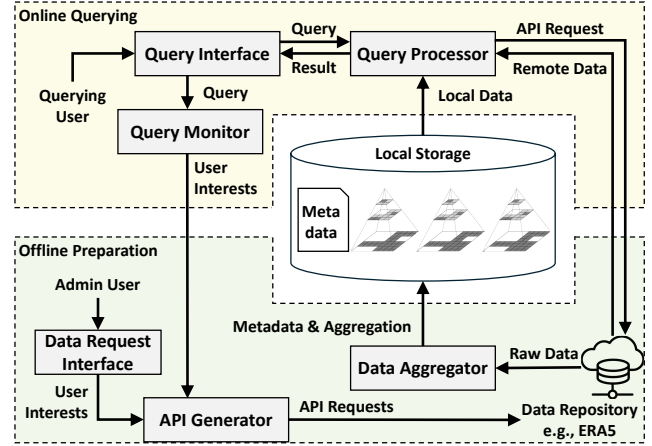 Online Querying
Query
API Request
Query Interface
Query Processor
Result
Remote Data
Querying
User
Query
Local Data
Query Monitor
User
Interests
Local Storage
Meta
data
Offline Preparation
Admin User
Metadata & Aggregation
Data Request
Interface
Data Aggregator
Raw Data
User
Interests
API Generator
API Requests
Data Repository
e.g., ERA5